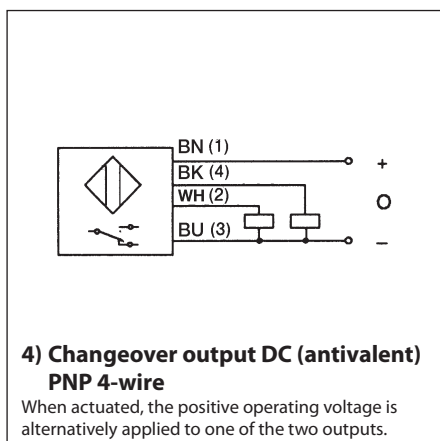 BN (1)
+
BK (4)
WH (2)
BU (3)
–
4) Changeover output DC (antivalent)
PNP 4-wire
When actuated, the positive operating voltage is
alternatively applied to one of the two outputs.